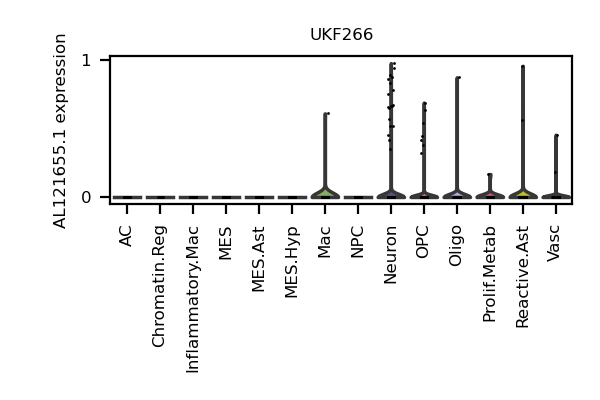 UKF266
AL121655.1 expression
1
0
AC
Chromatin.Reg
Inflammatory.Mac
MES
MES.Ast
MES.Hyp
Mac
NPC
Neuron
OPC
Oligo
Prolif.Metab
Reactive.Ast
Vasc